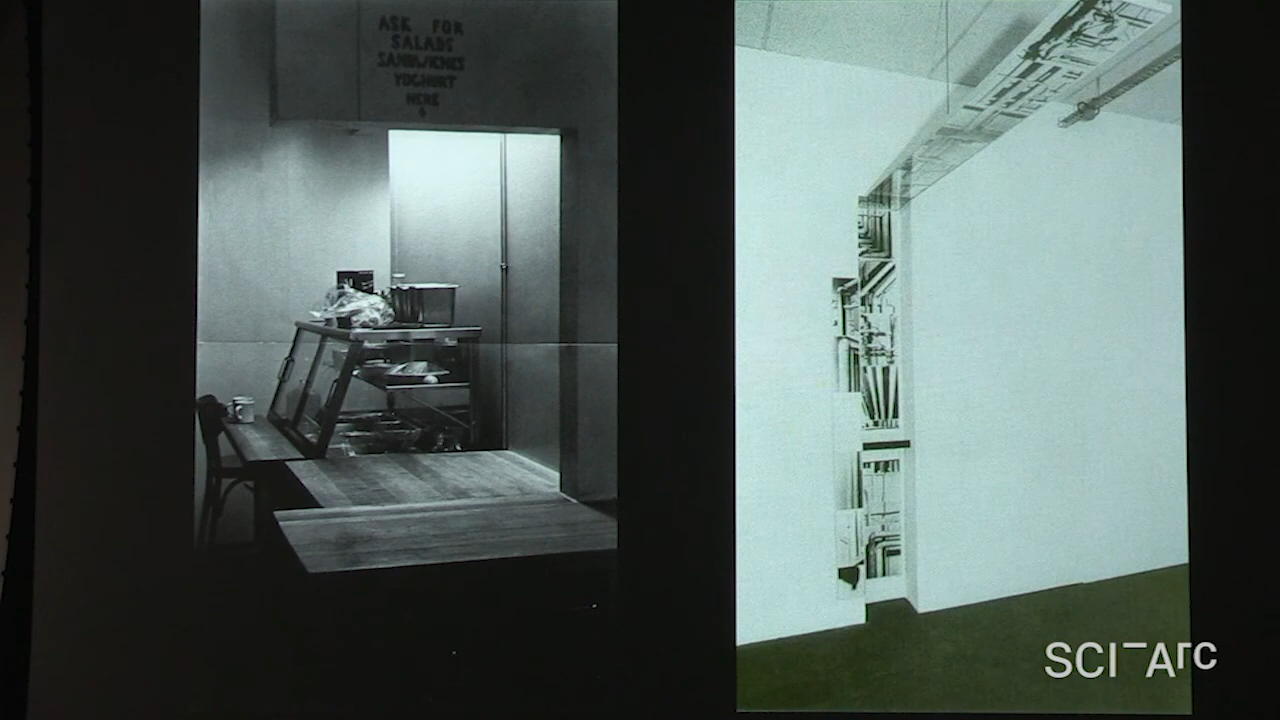 ASK FOR
SALADS
SANDWICHES
YOGHURT
HERE
SCI-Arc